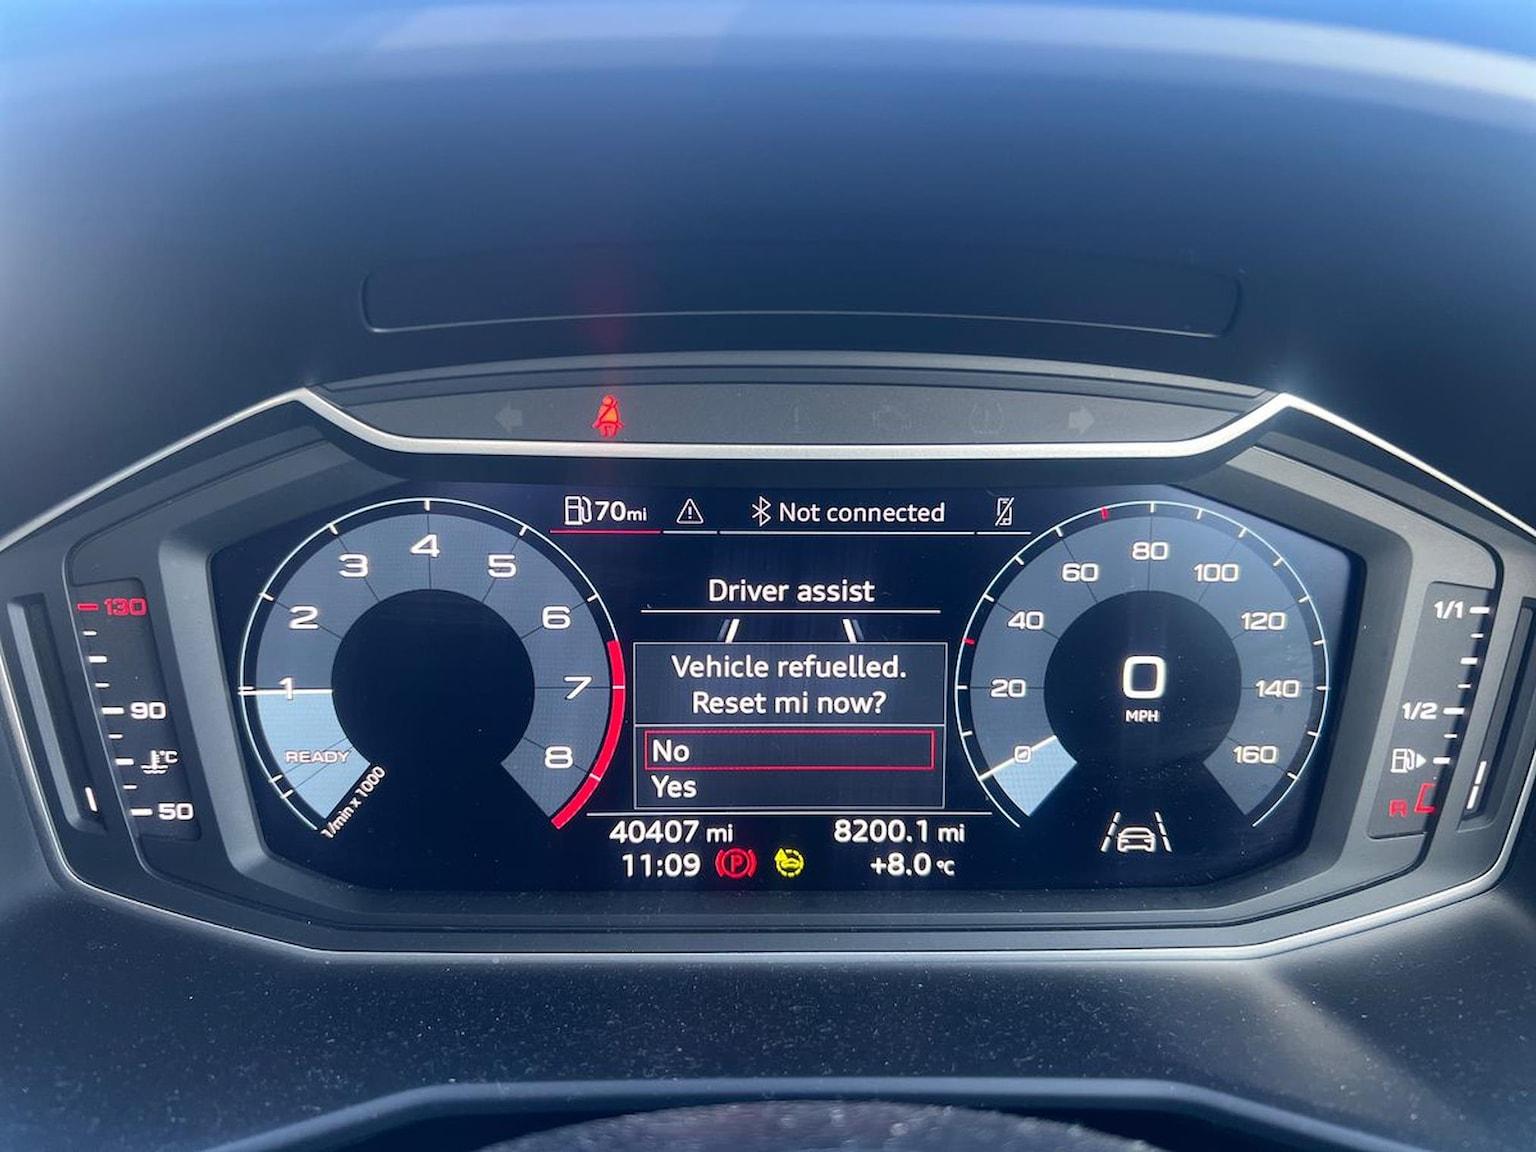 70mi
Not connected
Driver assist
Vehicle refuelled.
Reset mi now?
No
Yes
40407 mi
8200.1 mi
11:09
P
+8.0 °C
130
90
°C
50
1
2
3
4
5
6
7
8
READY
1/min x 1000
0
20
40
60
80
100
120
140
160
0
MPH
1/1
1/2
R